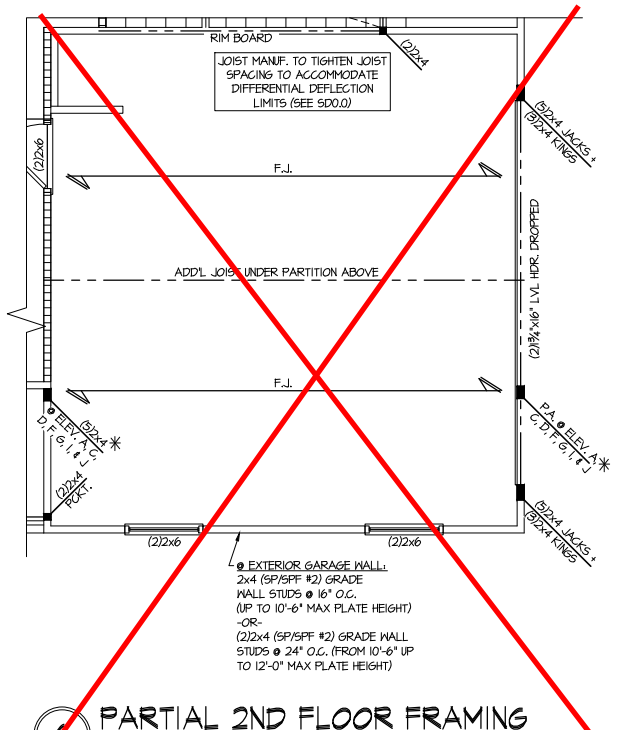 RIM BOARD
(2)2x4
JOIST MANUF. TO TIGHTEN JOIST
SPACING TO ACCOMMODATE
DIFFERENTIAL DEFLECTION
LIMITS (SEE SD0.0)
(5)2x4 JACKS +
(3)2x4 KINGS
(2)2x6
F.J.
(2)1¾"x16" LVL HDR. DROPPED
ADD'L JOIST UNDER PARTITION ABOVE
F.J.
(5)2x4 *
@ ELEV. A, C,
D, F, G, I, & J
P.A. @ ELEV. A *
C, D, F, G, I, & J
(2)2x4
PCKT.
(5)2x4 JACKS +
(3)2x4 KINGS
(2)2x6
(2)2x6
@ EXTERIOR GARAGE WALL:
2x4 (SP/SPF #2) GRADE
WALL STUDS @ 16" O.C.
(UP TO 10'-6" MAX PLATE HEIGHT)
-OR-
(2)2x4 (SP/SPF #2) GRADE WALL
STUDS @ 24" O.C. (FROM 10'-6" UP
TO 12'-0" MAX PLATE HEIGHT)
PARTIAL 2ND FLOOR FRAMING